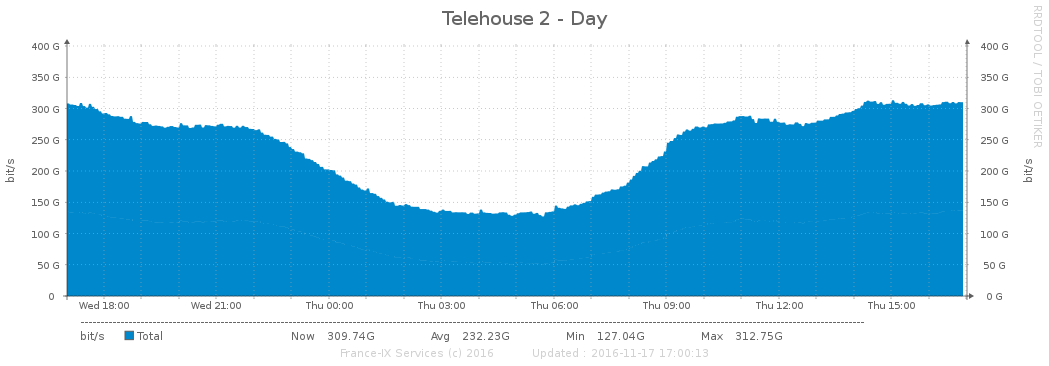 Telehouse 2 - Day
RRDTOOL / TOBI OETIKER
400 G 400 G
350 G 350 G
300 G 300 G
250 G 250 G
200 G 200 G
150 G 150 G
100 G 100 G
50 G 50 G
0 0 G
bit/s bit/s
Wed 18:00 Wed 21:00 Thu 00:00 Thu 03:00 Thu 06:00 Thu 09:00 Thu 12:00 Thu 15:00
bit/s Total Now 309.74G Avg 232.23G Min 127.04G Max 312.75G
France-IX Services (c) 2016 Updated : 2016-11-17 17:00:13